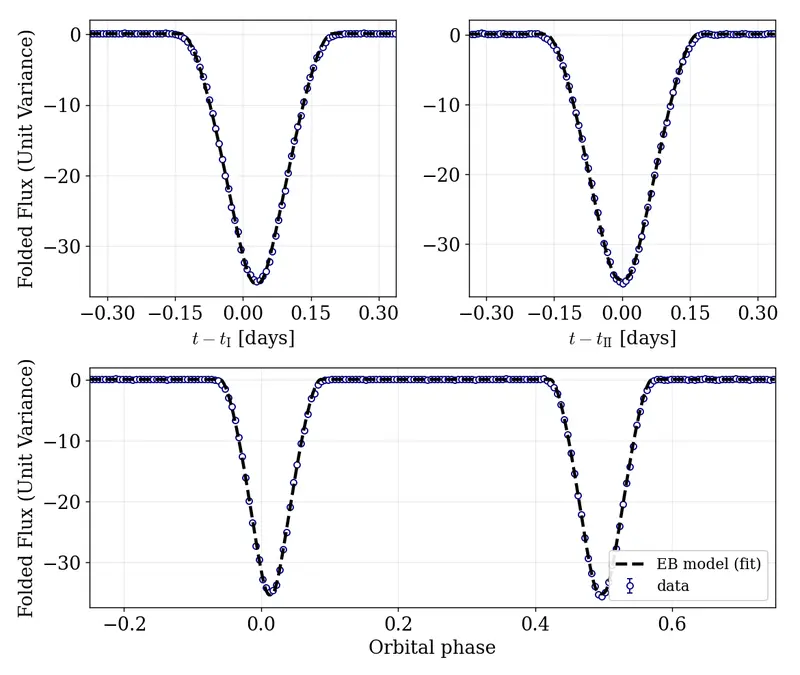 Folded Flux (Unit Variance)
0
−10
−20
−30
−0.30 −0.15 0.00 0.15 0.30
t − tI [days]
0
−10
−20
−30
−0.30 −0.15 0.00 0.15 0.30
t − tII [days]
Folded Flux (Unit Variance)
0
−10
−20
−30
EB model (fit)
data
−0.2 0.0 0.2 0.4 0.6
Orbital phase